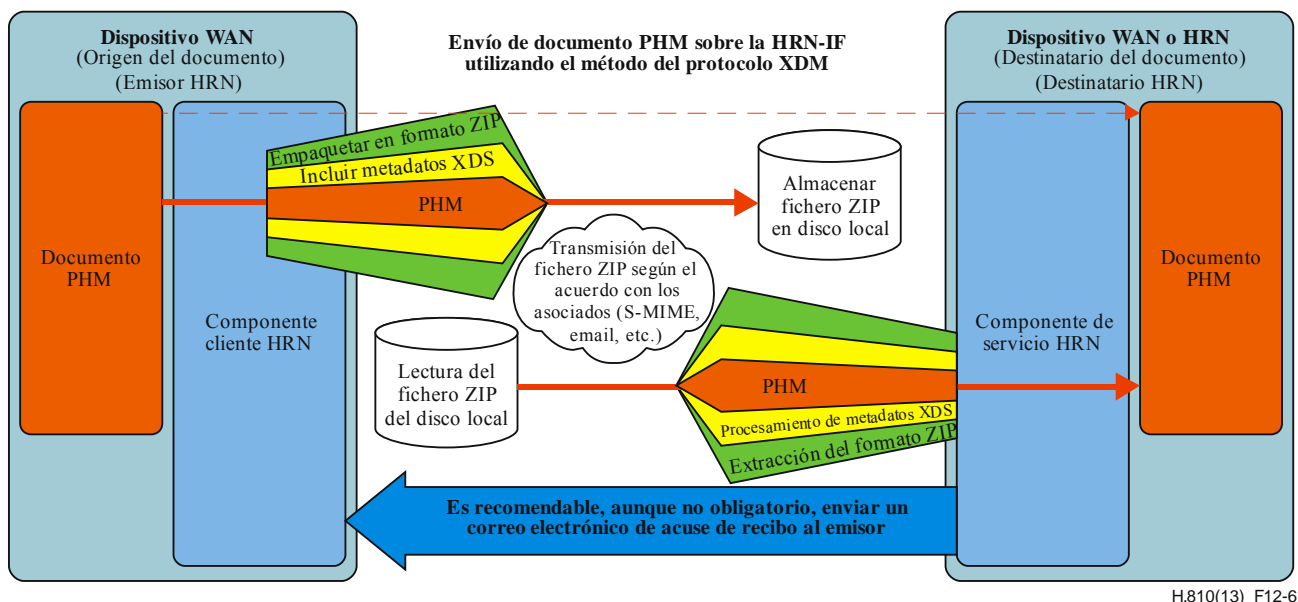 Dispositivo WAN
(Origen del documento)
(Emisor HRN)
Envío de documento PHM sobre la HRN-IF
utilizando el método del protocolo XDM
Dispositivo WAN o HRN
(Destinatario del documento)
(Destinatario HRN)
Empaquetar en formato ZIP
Incluir metadatos XDS
PHM
Almacenar
fichero ZIP
en disco local
Documento
PHM
Componente
cliente HRN
Transmisión del
fichero ZIP según el
acuerdo con los
asociados (S-MIME,
email, etc.)
Lectura del
fichero ZIP
del disco local
PHM
Procesamiento de metadatos XDS
Extracción del formato ZIP
Componente de
servicio HRN
Documento
PHM
Es recomendable, aunque no obligatorio, enviar un
correo electrónico de acuse de recibo al emisor
H.810(13)_F12-6